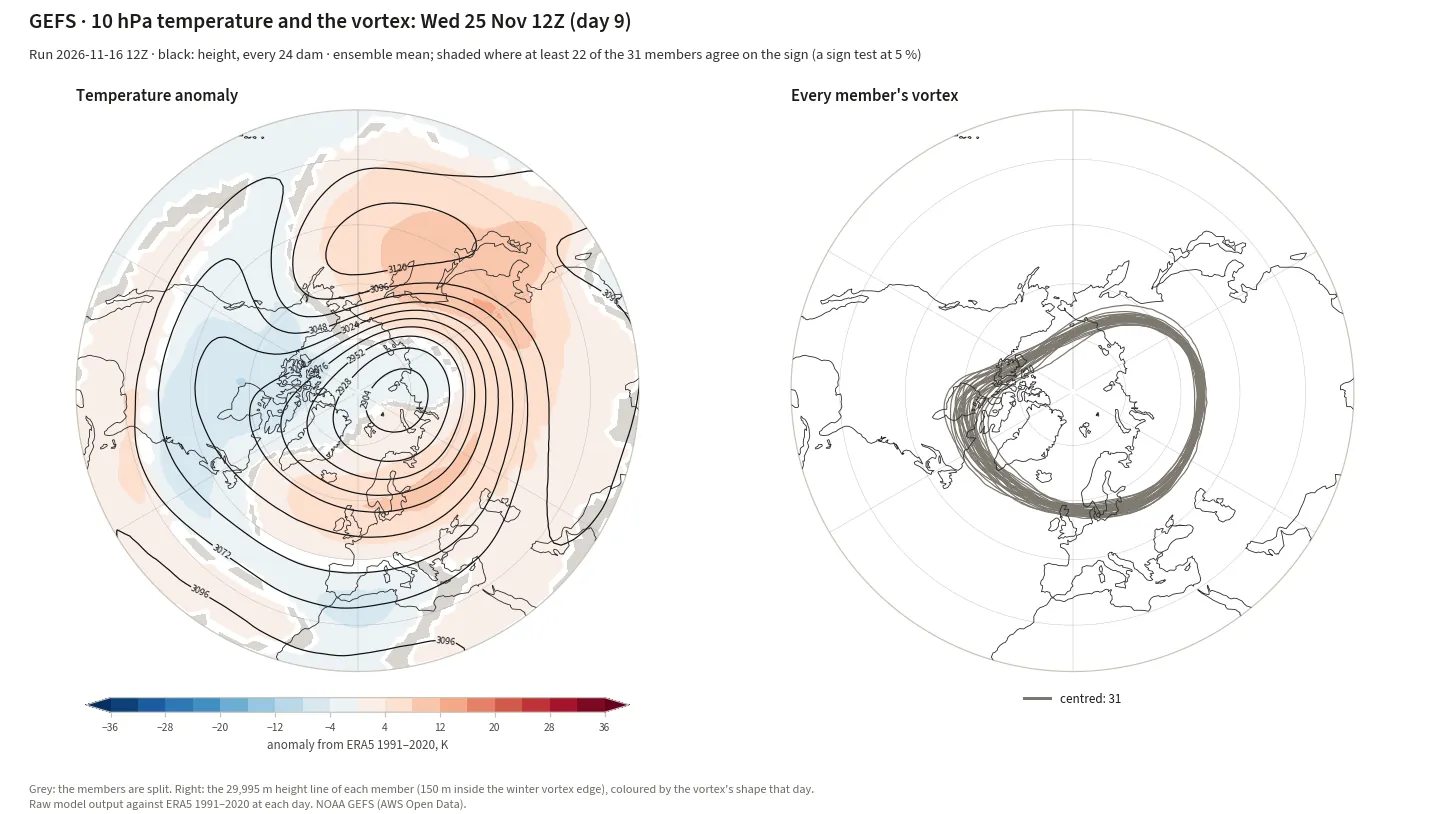 GEFS · 10 hPa temperature and the vortex: Wed 25 Nov 12Z (day 9)
Run 2026-11-16 12Z · black: height, every 24 dam · ensemble mean; shaded where at least 22 of the 31 members agree on the sign (a sign test at 5 %)
Temperature anomaly
Every member's vortex
3120
3096
3048
3024
2952
2928
2904
3072
3096
3096
centred: 31
−36 −28 −20 −12 −4 4 12 20 28 36
anomaly from ERA5 1991–2020, K
Grey: the members are split. Right: the 29,995 m height line of each member (150 m inside the winter vortex edge), coloured by the vortex's shape that day.
Raw model output against ERA5 1991–2020 at each day. NOAA GEFS (AWS Open Data).